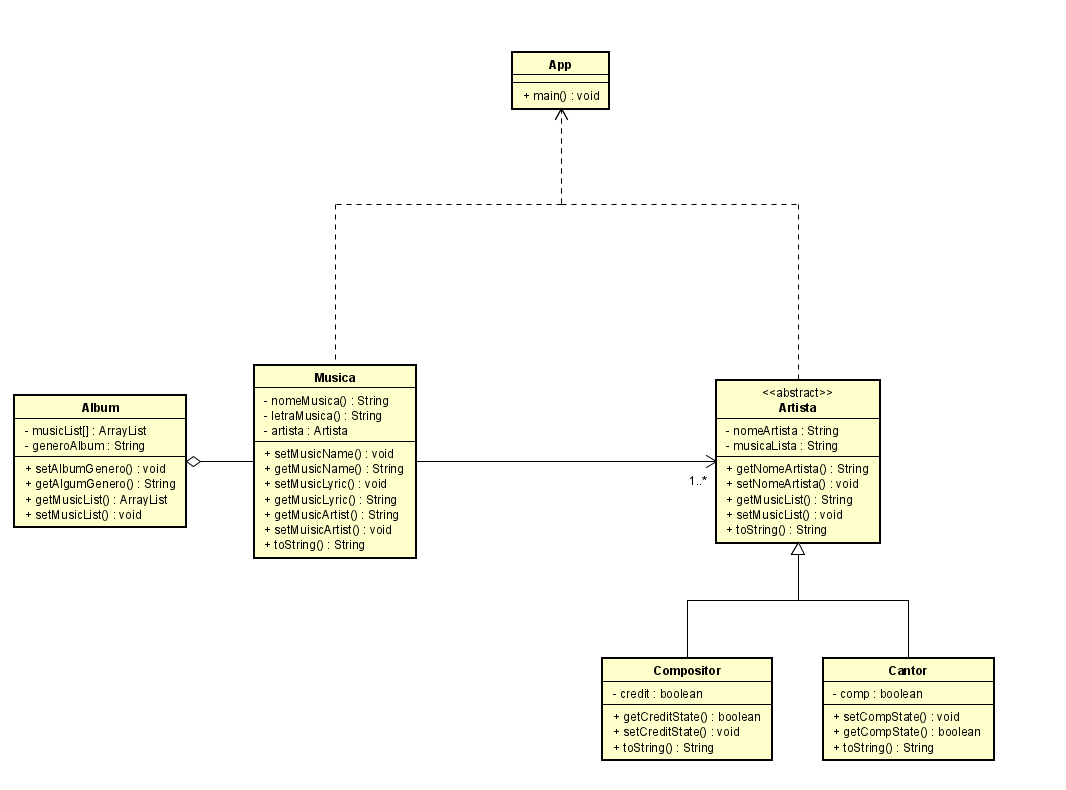 App
+ main() : void
Album
- musicList[] : ArrayList
- generoAlbum : String
+ setAlbumGenero() : void
+ getAlgumGenero() : String
+ getMusicList() : ArrayList
+ setMusicList() : void
Musica
- nomeMusica() : String
- letraMusica() : String
- artista : Artista
+ setMusicName() : void
+ getMusicName() : String
+ setMusicLyric() : void
+ getMusicLyric() : String
+ getMusicArtist() : String
+ setMuisicArtist() : void
+ toString() : String
1..*
<<abstract>>
Artista
- nomeArtista : String
- musicaLista : String
+ getNomeArtista() : String
+ setNomeArtista() : void
+ getMusicList() : String
+ setMusicList() : void
+ toString() : String
Compositor
- credit : boolean
+ getCreditState() : boolean
+ setCreditState() : void
+ toString() : String
Cantor
- comp : boolean
+ setCompState() : void
+ getCompState() : boolean
+ toString() : String